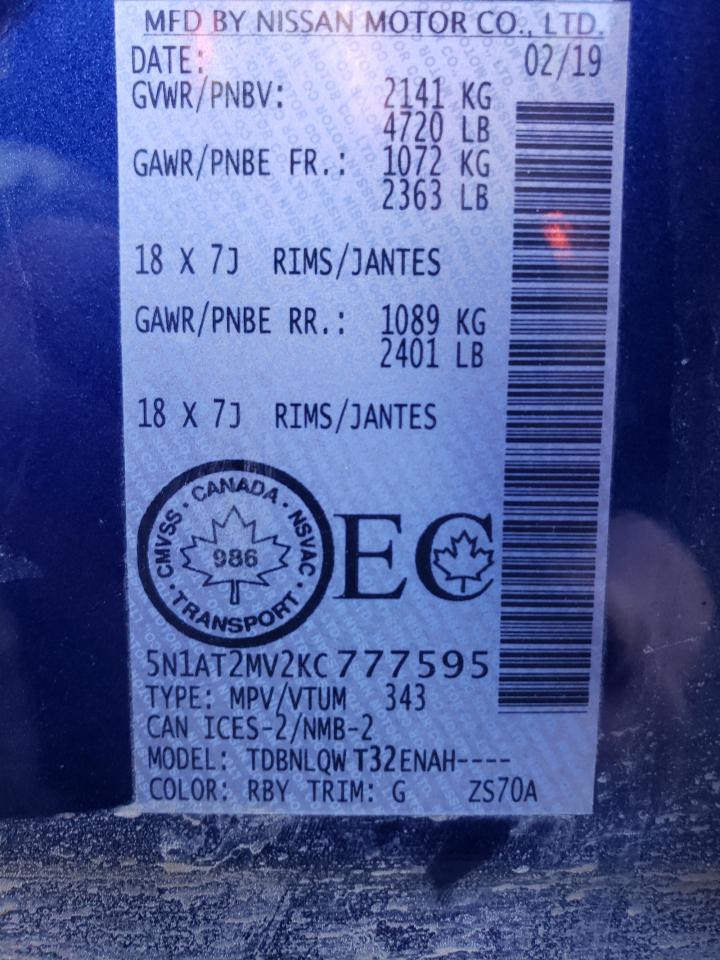 MFD BY NISSAN MOTOR CO., LTD.
DATE: 02/19
GVWR/PNBV: 2141 KG
4720 LB
GAWR/PNBE FR.: 1072 KG
2363 LB
18 X 7J RIMS/JANTES
GAWR/PNBE RR.: 1089 KG
2401 LB
18 X 7J RIMS/JANTES
CMVSS · CANADA · NSVAC
986
· TRANSPORT ·
EC
5N1AT2MV2KC777595
TYPE: MPV/VTUM 343
CAN ICES-2/NMB-2
MODEL: TDBNLQW T32ENAH----
COLOR: RBY TRIM: G ZS70A